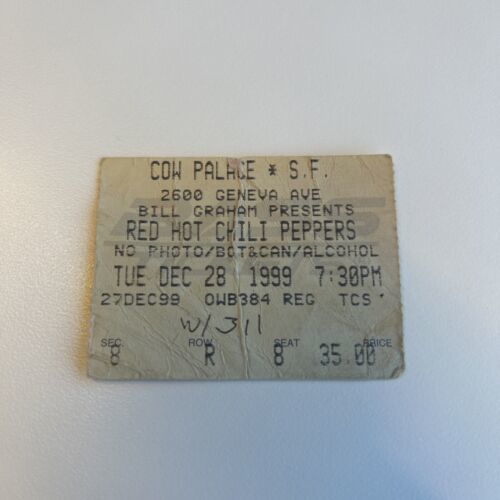 COW PALACE * S.F.
2600 GENEVA AVE
BILL GRAHAM PRESENTS
RED HOT CHILI PEPPERS
NO PHOTO/BOT&CAN/ALCOHOL
TUE DEC 28 1999 7:30PM
27DEC99 OWB384 REG TCS
W/311
SEC. ROW SEAT PRICE
8 R 8 35.00